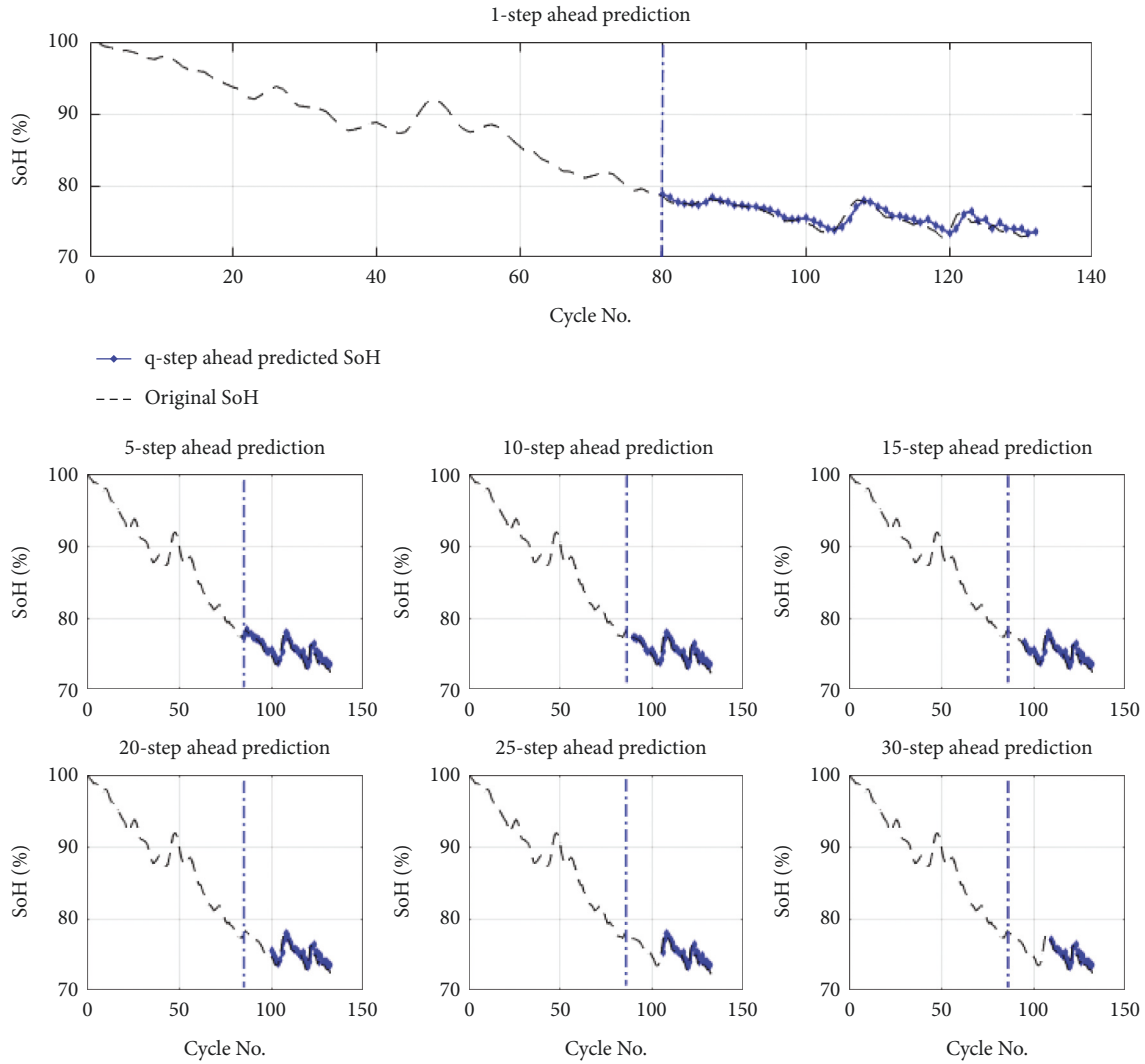 1-step ahead prediction
100
90
80
70
SoH (%)
0 20 40 60 80 100 120 140
Cycle No.
q-step ahead predicted SoH
Original SoH
5-step ahead prediction
100
90
80
70
SoH (%)
0 50 100 150
10-step ahead prediction
100
90
80
70
SoH (%)
0 50 100 150
15-step ahead prediction
100
90
80
70
SoH (%)
0 50 100 150
20-step ahead prediction
100
90
80
70
SoH (%)
0 50 100 150
Cycle No.
25-step ahead prediction
100
90
80
70
SoH (%)
0 50 100 150
Cycle No.
30-step ahead prediction
100
90
80
70
SoH (%)
0 50 100 150
Cycle No.